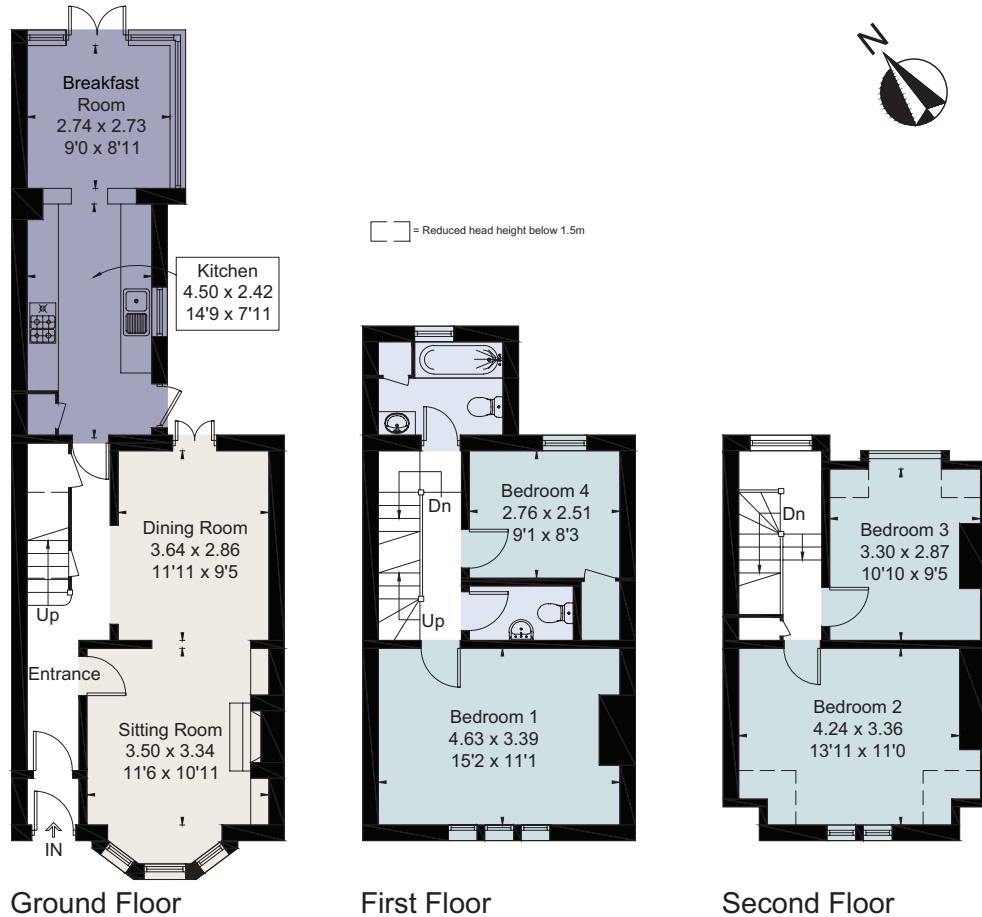 N
Breakfast
Room
2.74 x 2.73
9'0 x 8'11
= Reduced head height below 1.5m
Kitchen
4.50 x 2.42
14'9 x 7'11
Dining Room
3.64 x 2.86
11'11 x 9'5
Up
Entrance
Sitting Room
3.50 x 3.34
11'6 x 10'11
IN
Ground Floor
Dn
Bedroom 4
2.76 x 2.51
9'1 x 8'3
Up
Bedroom 1
4.63 x 3.39
15'2 x 11'1
First Floor
Dn
Bedroom 3
3.30 x 2.87
10'10 x 9'5
Bedroom 2
4.24 x 3.36
13'11 x 11'0
Second Floor